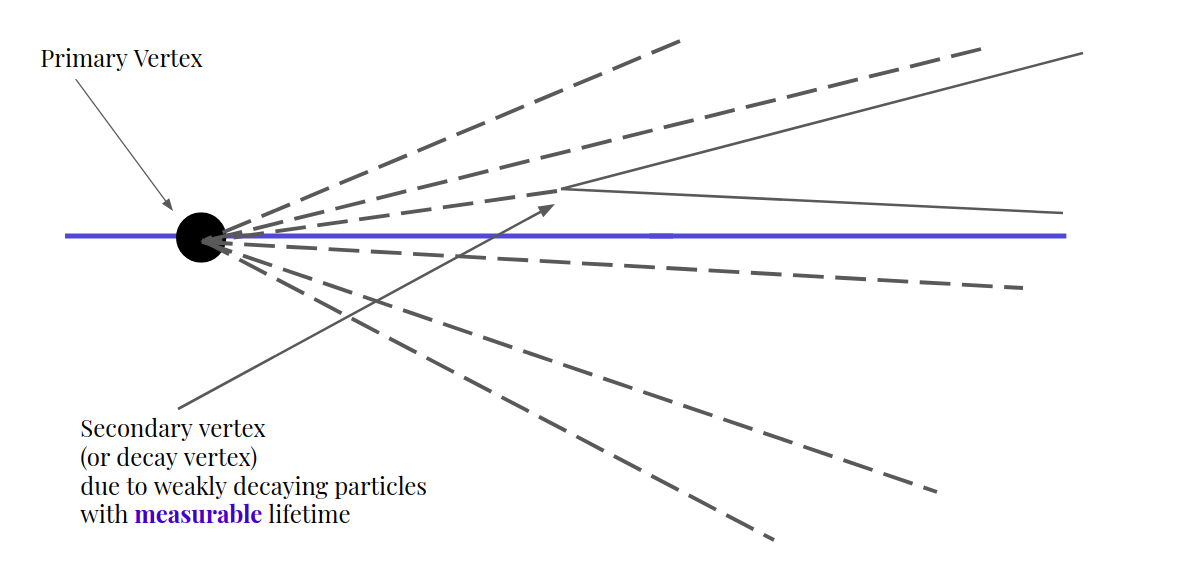 Primary Vertex
Secondary vertex
(or decay vertex)
due to weakly decaying particles
with measurable lifetime